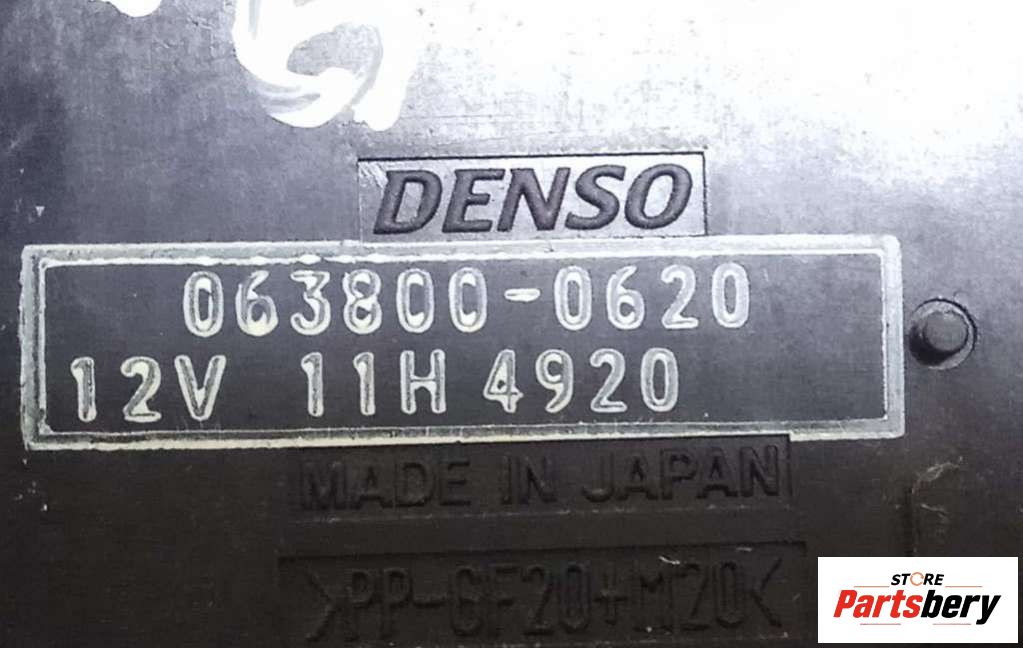 DENSO
063800-0620
12V 11H 4920
MADE IN JAPAN
>PP-GF20+M20<
STORE
Partsbery